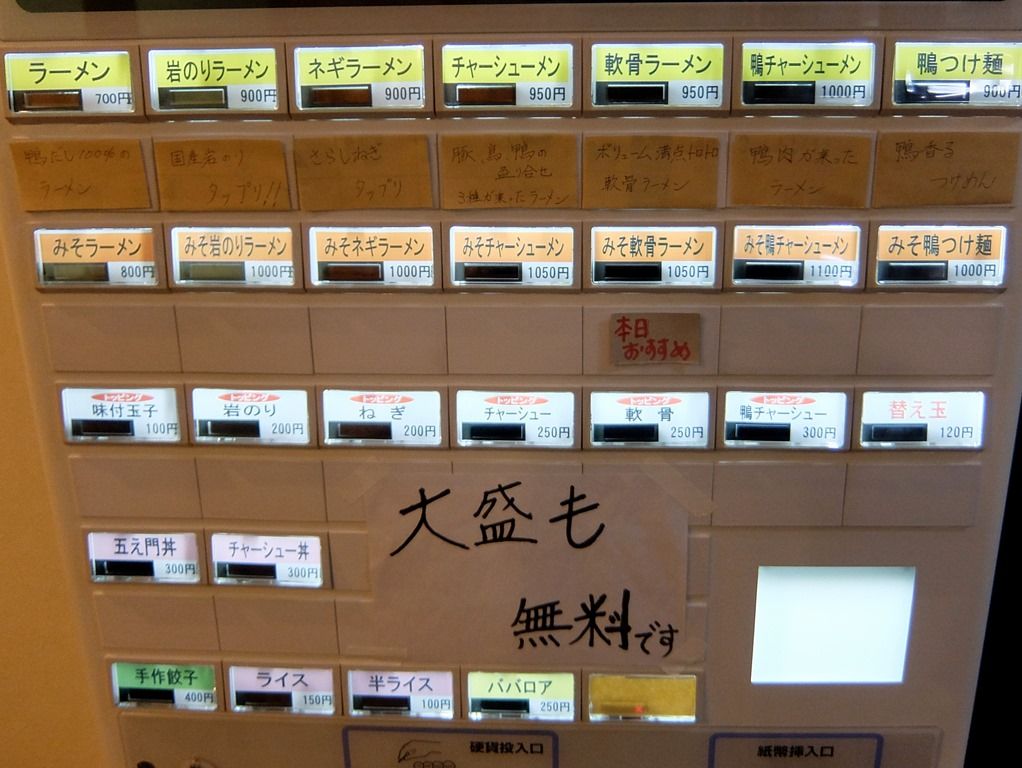 ラーメン 700円
岩のりラーメン 900円
ネギラーメン 900円
チャーシューメン 950円
軟骨ラーメン 950円
鴨チャーシューメン 1000円
鴨つけ麺 900円
鴨だし100%の
ラーメン
国産岩のり
タップリ!!
さらしねぎ
タップリ
豚、鳥、鴨の
盛り合せ
3種が乗ったラーメン
ボリューム満点トロトロ
軟骨ラーメン
鴨肉が乗った
ラーメン
鴨香る
つけめん
みそラーメン 800円
みそ岩のりラーメン 1000円
みそネギラーメン 1000円
みそチャーシューメン 1050円
みそ軟骨ラーメン 1050円
みそ鴨チャーシューメン 1100円
みそ鴨つけ麺 1000円
本日
おすすめ
トッピング
味付玉子 100円
トッピング
岩のり 200円
トッピング
ねぎ 200円
トッピング
チャーシュー 250円
トッピング
軟骨 250円
トッピング
鴨チャーシュー 300円
替え玉 120円
大盛も
無料です
五え門丼 300円
チャーシュー丼 300円
手作餃子 400円
ライス 150円
半ライス 100円
ババロア 250円
硬貨投入口
紙幣挿入口